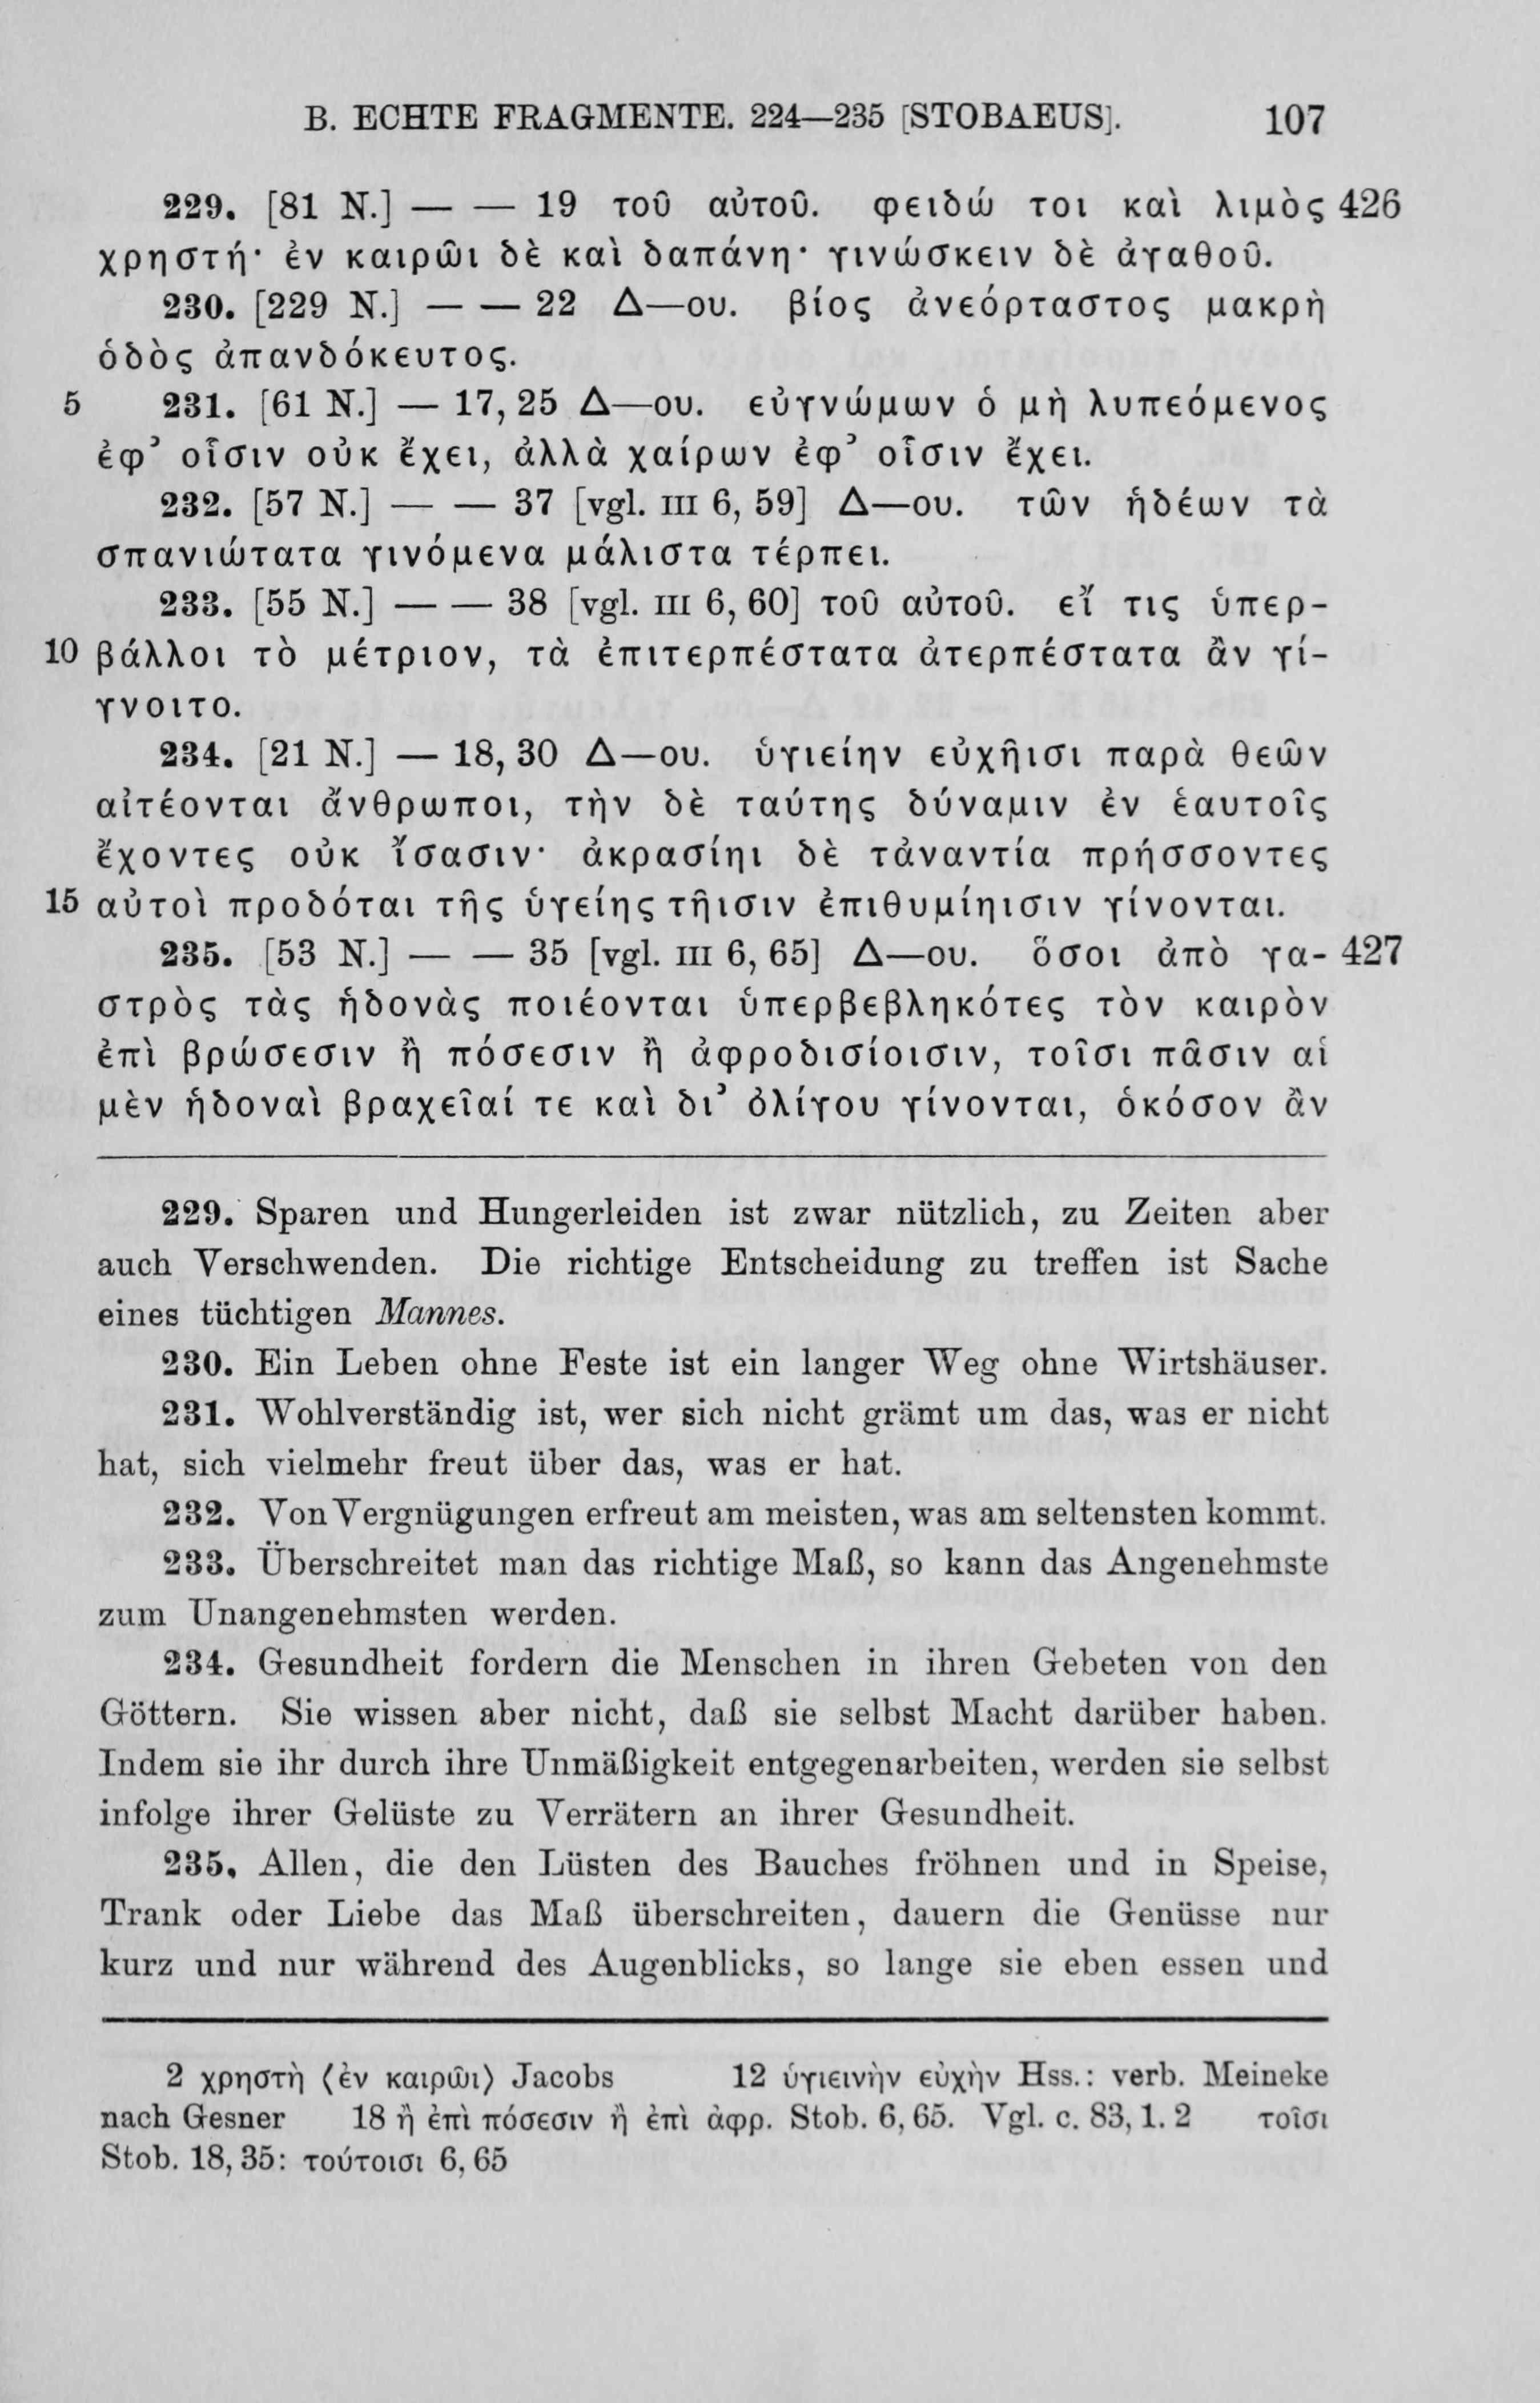 B. ECHTE FRAGMENTE. 224—235 [STOBAEUS]. 107
229. [81 N.] — — 19 τοῦ αὐτοῦ. φειδώ τοι καὶ λιμὸς 426
χρηστή· ἐν καιρῶι δὲ καὶ δαπάνη· γινώσκειν δὲ ἀγαθοῦ.
230. [229 N.] — — 22 Δ—ου. βίος ἀνεόρταστος μακρὴ
ὁδὸς ἀπανδόκευτος.
5 231. [61 N.] — 17, 25 Δ—ου. εὐγνώμων ὁ μὴ λυπεόμενος
ἐφ’ οἷσιν οὐκ ἔχει, ἀλλὰ χαίρων ἐφ’ οἷσιν ἔχει.
232. [57 N.] — — 37 [vgl. III 6, 59] Δ—ου. τῶν ἡδέων τὰ
σπανιώτατα γινόμενα μάλιστα τέρπει.
233. [55 N.] — — 38 [vgl. III 6, 60] τοῦ αὐτοῦ. εἴ τις ὑπερ-
10 βάλλοι τὸ μέτριον, τὰ ἐπιτερπέστατα ἀτερπέστατα ἂν γί-
γνοιτο.
234. [21 N.] — 18, 30 Δ—ου. ὑγιείην εὐχῆισι παρὰ θεῶν
αἰτέονται ἄνθρωποι, τὴν δὲ ταύτης δύναμιν ἐν ἑαυτοῖς
ἔχοντες οὐκ ἴσασιν· ἀκρασίηι δὲ τἀναντία πρήσσοντες
15 αὐτοὶ προδόται τῆς ὑγείης τῆισιν ἐπιθυμίηισιν γίνονται.
235. [53 N.] — — 35 [vgl. III 6, 65] Δ—ου. ὅσοι ἀπὸ γα- 427
στρὸς τὰς ἡδονὰς ποιέονται ὑπερβεβληκότες τὸν καιρὸν
ἐπὶ βρώσεσιν ἢ πόσεσιν ἢ ἀφροδισίοισιν, τοῖσι πᾶσιν αἱ
μὲν ἡδοναὶ βραχεῖαί τε καὶ δι’ ὀλίγου γίνονται, ὁκόσον ἂν
229. Sparen und Hungerleiden ist zwar nützlich, zu Zeiten aber
auch Verschwenden. Die richtige Entscheidung zu treffen ist Sache
eines tüchtigen Mannes.
230. Ein Leben ohne Feste ist ein langer Weg ohne Wirtshäuser.
231. Wohlverständig ist, wer sich nicht grämt um das, was er nicht
hat, sich vielmehr freut über das, was er hat.
232. Von Vergnügungen erfreut am meisten, was am seltensten kommt.
233. Überschreitet man das richtige Maß, so kann das Angenehmste
zum Unangenehmsten werden.
234. Gesundheit fordern die Menschen in ihren Gebeten von den
Göttern. Sie wissen aber nicht, daß sie selbst Macht darüber haben.
Indem sie ihr durch ihre Unmäßigkeit entgegenarbeiten, werden sie selbst
infolge ihrer Gelüste zu Verrätern an ihrer Gesundheit.
235. Allen, die den Lüsten des Bauches fröhnen und in Speise,
Trank oder Liebe das Maß überschreiten, dauern die Genüsse nur
kurz und nur während des Augenblicks, so lange sie eben essen und
2 χρηστὴ ⟨ἐν καιρῶι⟩ Jacobs 12 ὑγιεινὴν εὐχὴν Hss.: verb. Meineke
nach Gesner 18 ἢ ἐπὶ πόσεσιν ἢ ἐπὶ ἀφρ. Stob. 6, 65. Vgl. c. 83, 1. 2 τοῖσι
Stob. 18, 35: τούτοισι 6, 65